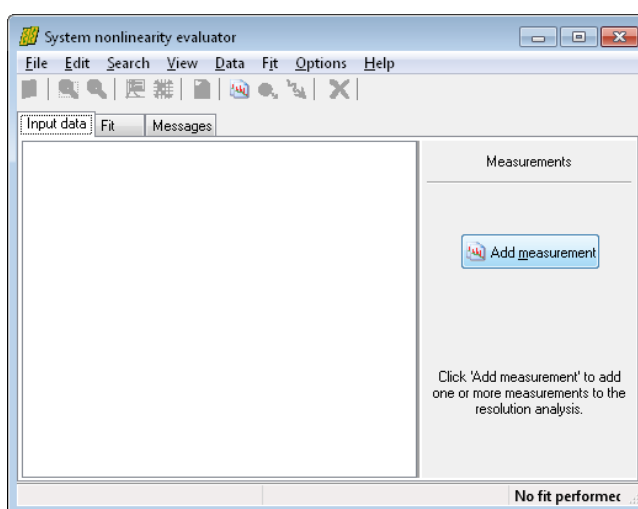 System nonlinearity evaluator
File Edit Search View Data Fit Options Help
Input data Fit Messages
Measurements
Add measurement
Click 'Add measurement' to add
one or more measurements to the
resolution analysis.
No fit performec